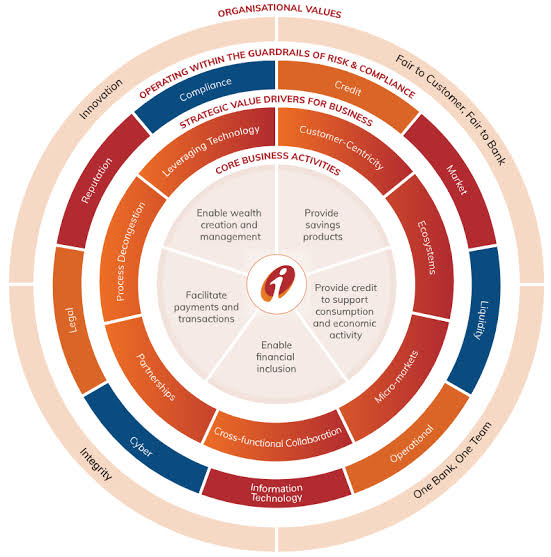 ORGANISATIONAL VALUES
Innovation
Fair to Customer, Fair to Bank
One Bank, One Team
Integrity
OPERATING WITHIN THE GUARDRAILS OF RISK & COMPLIANCE
Compliance
Credit
Market
Liquidity
Operational
Information
Technology
Cyber
Legal
Reputation
STRATEGIC VALUE DRIVERS FOR BUSINESS
Leveraging Technology
Customer-Centricity
Ecosystems
Micro-markets
Cross-functional Collaboration
Partnerships
Process Decongestion
CORE BUSINESS ACTIVITIES
Enable wealth
creation and
management
Provide
savings
products
Provide credit
to support
consumption
and economic
activity
Enable
financial
inclusion
Facilitate
payments and
transactions